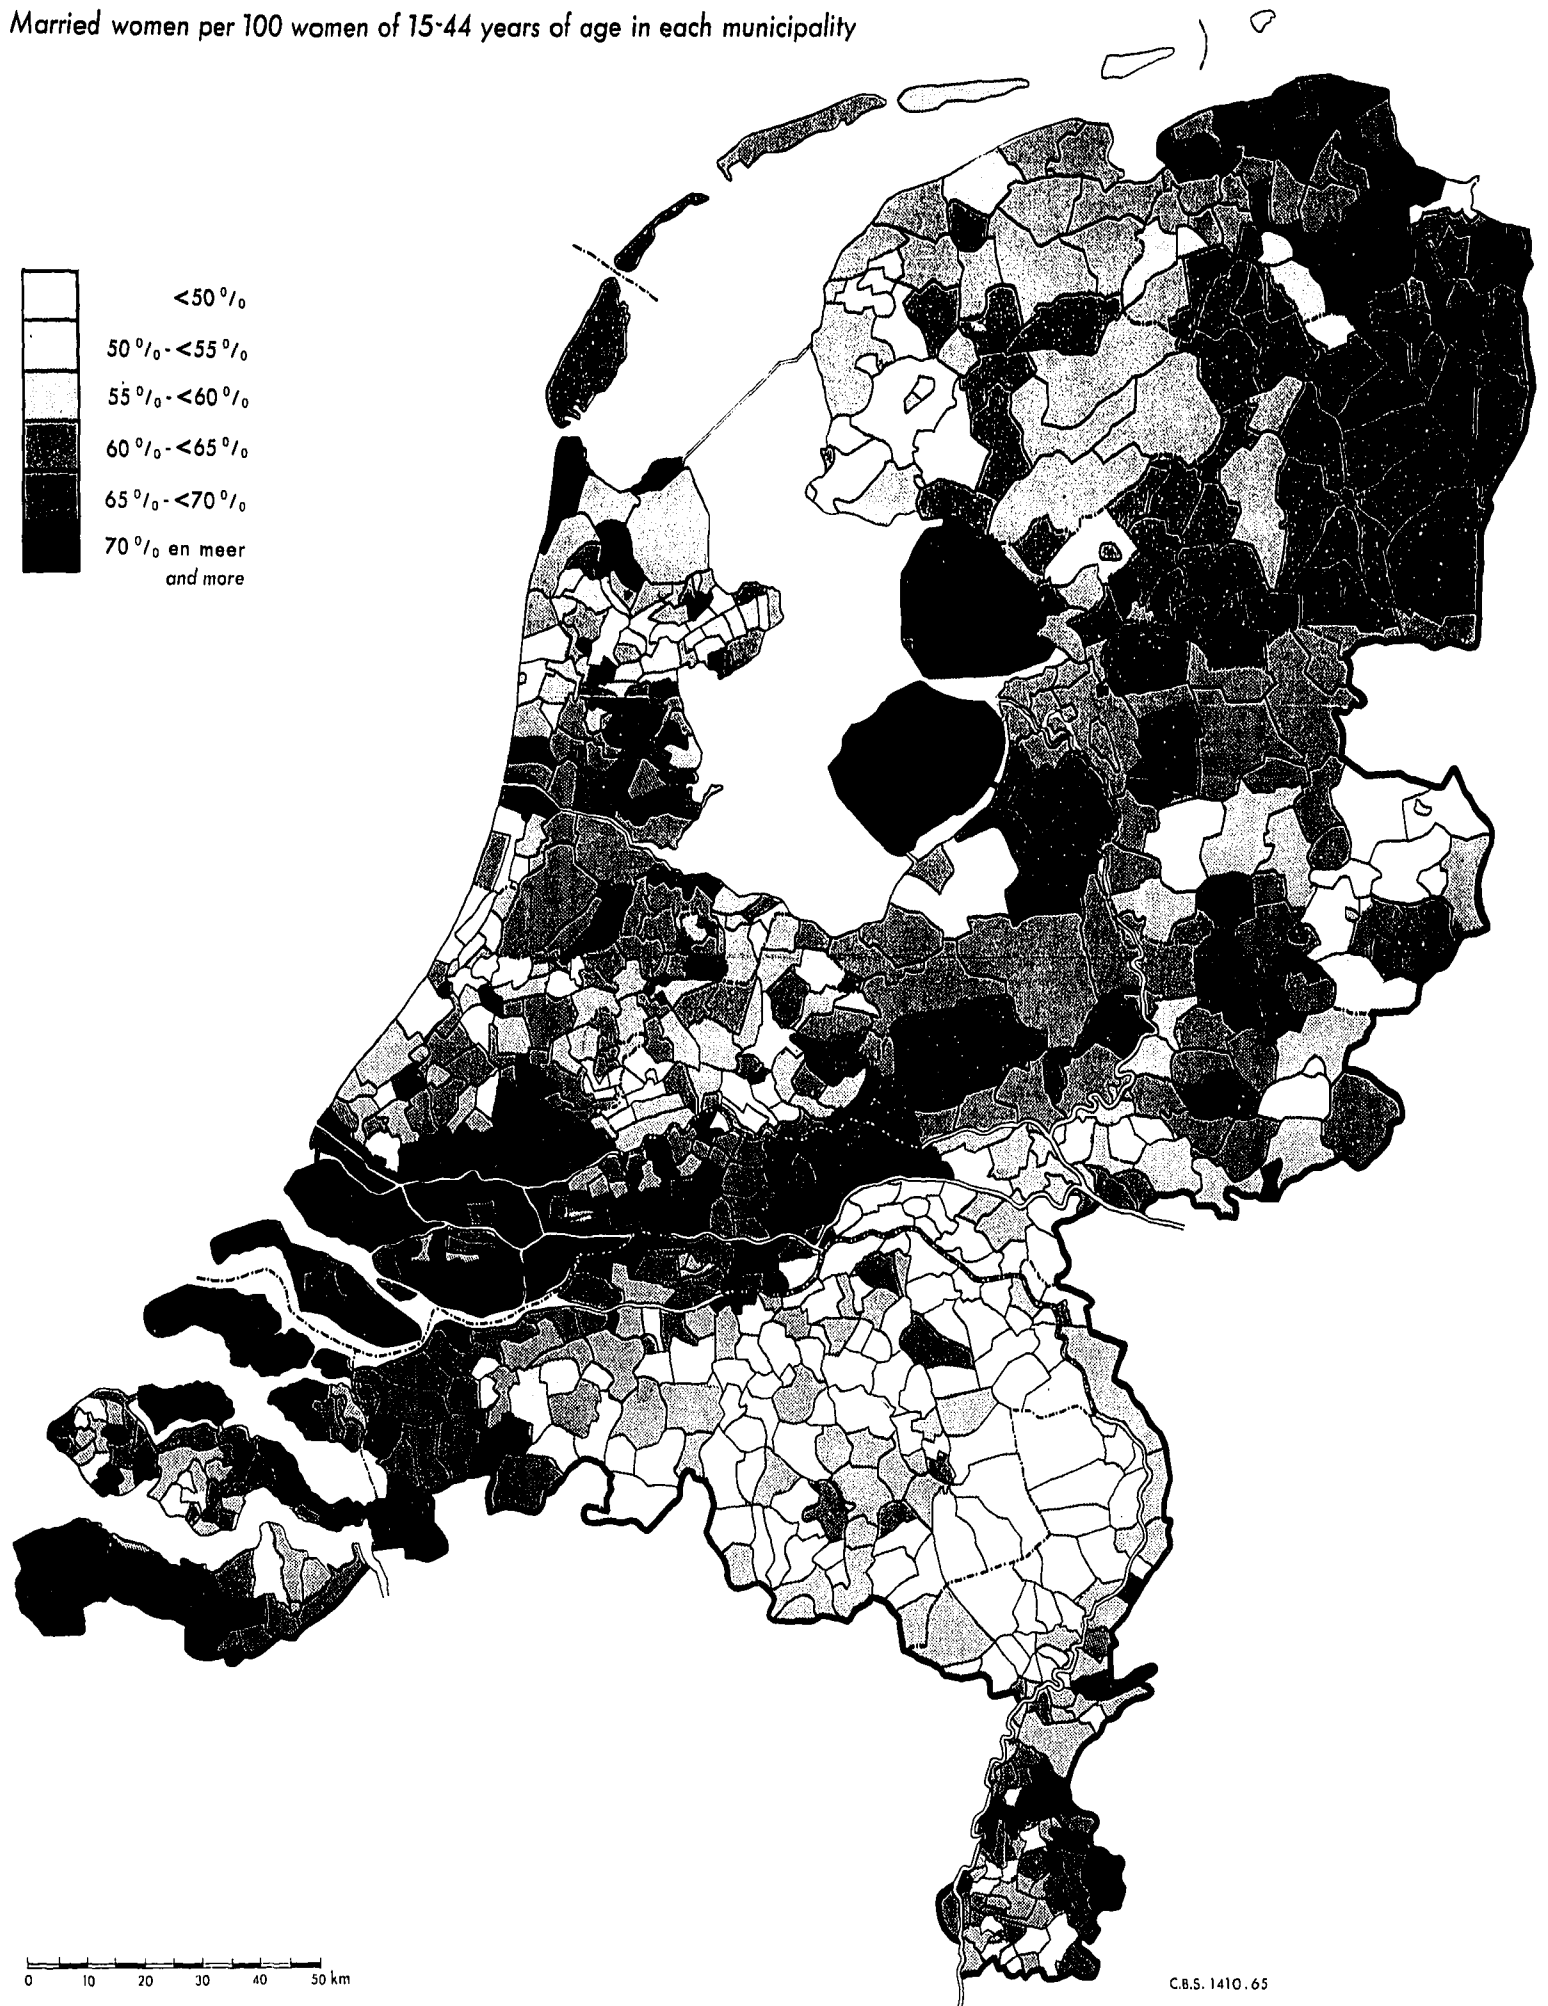 Married women per 100 women of 15-44 years of age in each municipality
<50 %
50 % - <55 %
55 % - <60 %
60 % - <65 %
65 % - <70 %
70 % en meer
and more
0 10 20 30 40 50 km
C.B.S. 1410.65